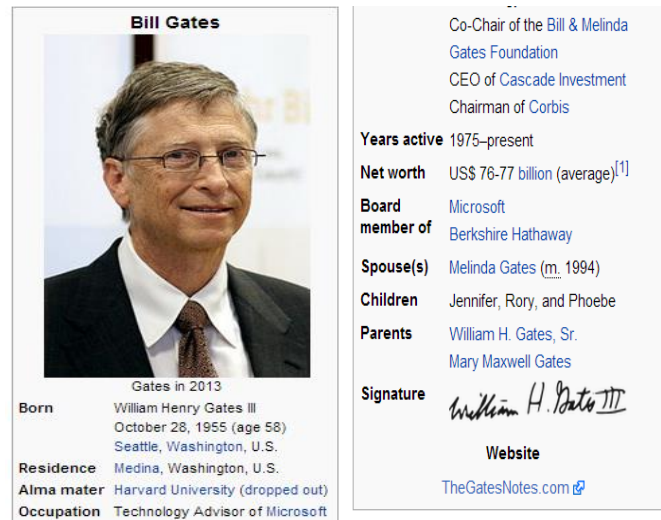 Bill Gates
Gates in 2013
Born William Henry Gates III
October 28, 1955 (age 58)
Seattle, Washington, U.S.
Residence Medina, Washington, U.S.
Alma mater Harvard University (dropped out)
Occupation Technology Advisor of Microsoft
Co-Chair of the Bill & Melinda
Gates Foundation
CEO of Cascade Investment
Chairman of Corbis
Years active 1975–present
Net worth US$ 76-77 billion (average)[1]
Board
member of
Microsoft
Berkshire Hathaway
Spouse(s) Melinda Gates (m. 1994)
Children Jennifer, Rory, and Phoebe
Parents William H. Gates, Sr.
Mary Maxwell Gates
Signature William H. Gates III
Website
TheGatesNotes.com